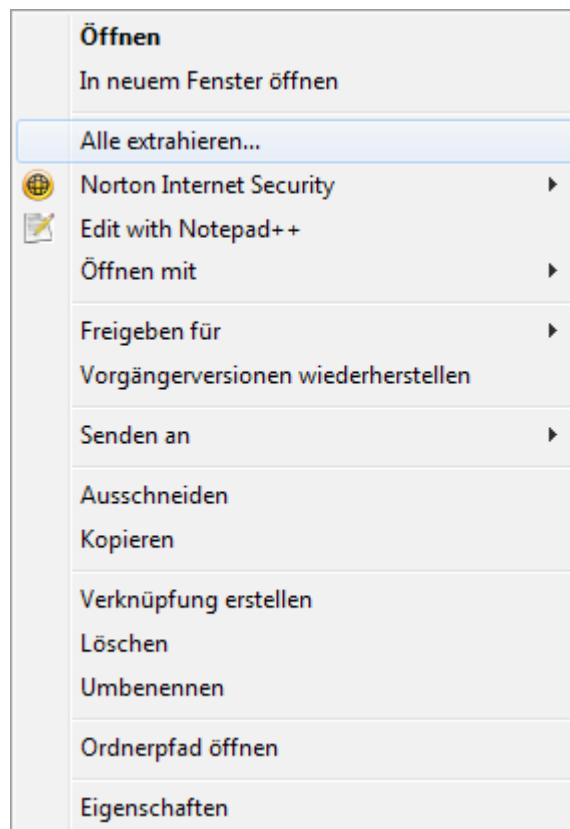 Öffnen
In neuem Fenster öffnen
Alle extrahieren...
Norton Internet Security
Edit with Notepad++
Öffnen mit
Freigeben für
Vorgängerversionen wiederherstellen
Senden an
Ausschneiden
Kopieren
Verknüpfung erstellen
Löschen
Umbenennen
Ordnerpfad öffnen
Eigenschaften